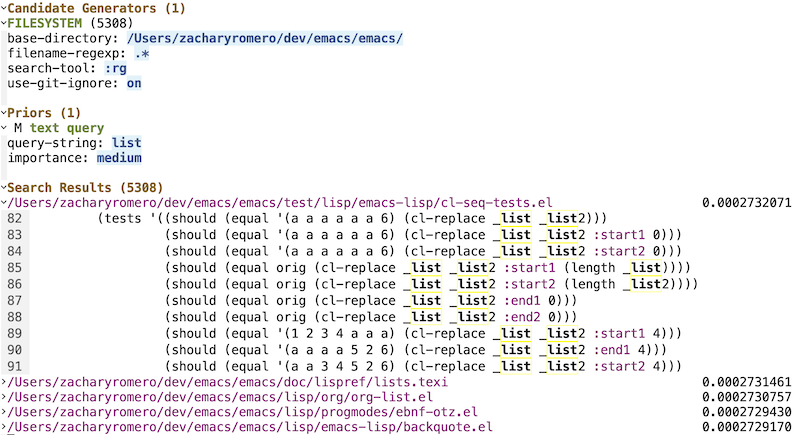 Candidate Generators (1)
FILESYSTEM (5308)
base-directory: /Users/zacharyromero/dev/emacs/emacs/
filename-regexp: .*
search-tool: :rg
use-git-ignore: on
Priors (1)
M text query
query-string: list
importance: medium
Search Results (5308)
/Users/zacharyromero/dev/emacs/emacs/test/lisp/emacs-lisp/cl-seq-tests.el 0.0002732071
82 (tests '((should (equal '(a a a a a a 6) (cl-replace _list _list2)))
83 (should (equal '(a a a a a a 6) (cl-replace _list _list2 :start1 0)))
84 (should (equal '(a a a a a a 6) (cl-replace _list _list2 :start2 0)))
85 (should (equal orig (cl-replace _list _list2 :start1 (length _list))))
86 (should (equal orig (cl-replace _list _list2 :start2 (length _list2))))
87 (should (equal orig (cl-replace _list _list2 :end1 0)))
88 (should (equal orig (cl-replace _list _list2 :end2 0)))
89 (should (equal '(1 2 3 4 a a a) (cl-replace _list _list2 :start1 4)))
90 (should (equal '(a a a a 5 2 6) (cl-replace _list _list2 :end1 4)))
91 (should (equal '(a a 3 4 5 2 6) (cl-replace _list _list2 :start2 4)))
/Users/zacharyromero/dev/emacs/emacs/doc/lispref/lists.texi 0.0002731461
/Users/zacharyromero/dev/emacs/emacs/lisp/org/org-list.el 0.0002730757
/Users/zacharyromero/dev/emacs/emacs/lisp/progmodes/ebnf-otz.el 0.0002729430
/Users/zacharyromero/dev/emacs/emacs/lisp/emacs-lisp/backquote.el 0.0002729170